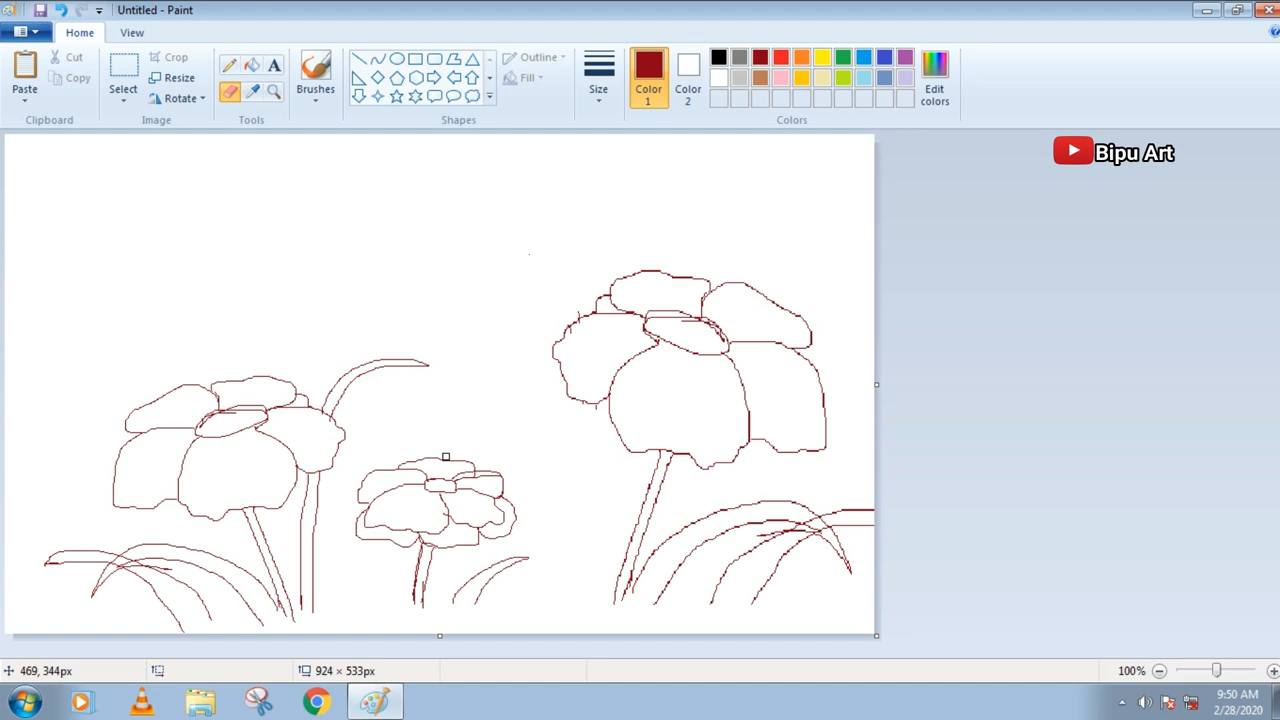 Untitled - Paint
Home View
Paste
Cut
Copy
Clipboard
Select
Crop
Resize
Rotate
Image
A
Tools
Brushes
Outline
Fill
Shapes
Size
Color 1
Color 2
Edit colors
Colors
Bipu Art
469, 344px
924 × 533px
100%
9:50 AM
2/28/2020